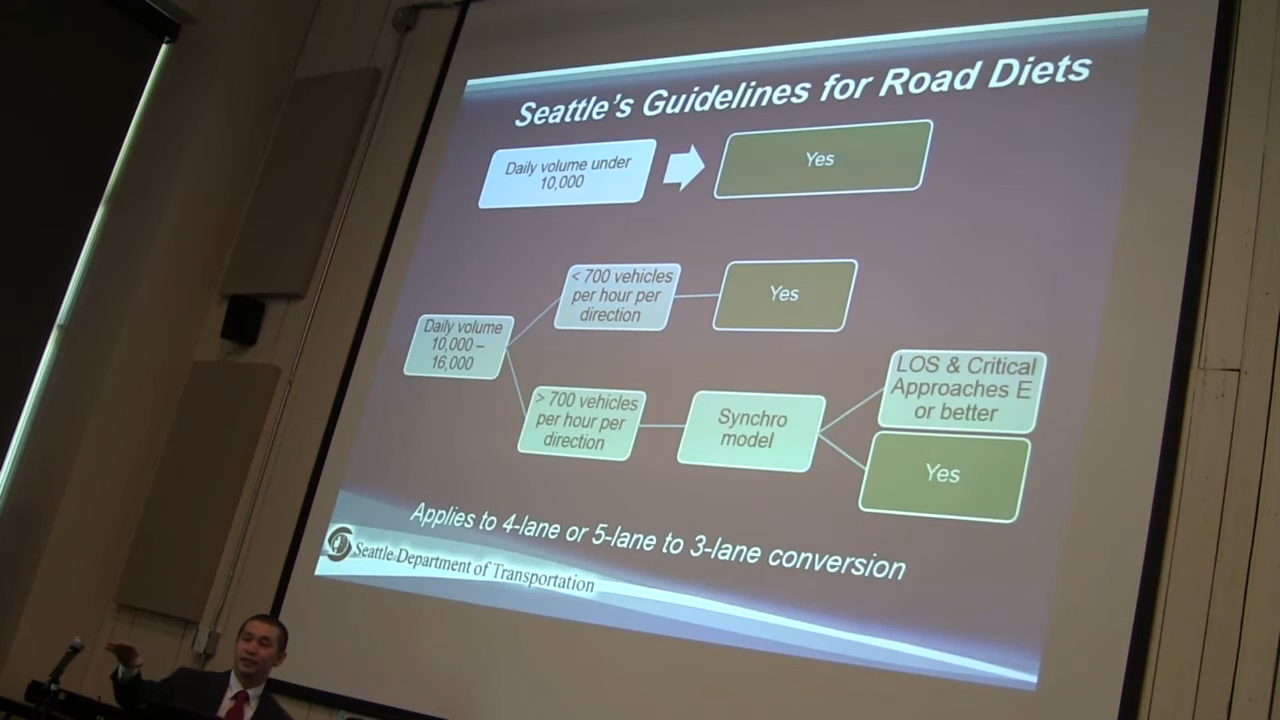 Seattle's Guidelines for Road Diets
Daily volume under
10,000
Yes
< 700 vehicles
per hour per
direction
Yes
Daily volume
10,000 –
16,000
> 700 vehicles
per hour per
direction
Synchro
model
LOS & Critical
Approaches E
or better
Yes
Applies to 4-lane or 5-lane to 3-lane conversion
Seattle Department of Transportation